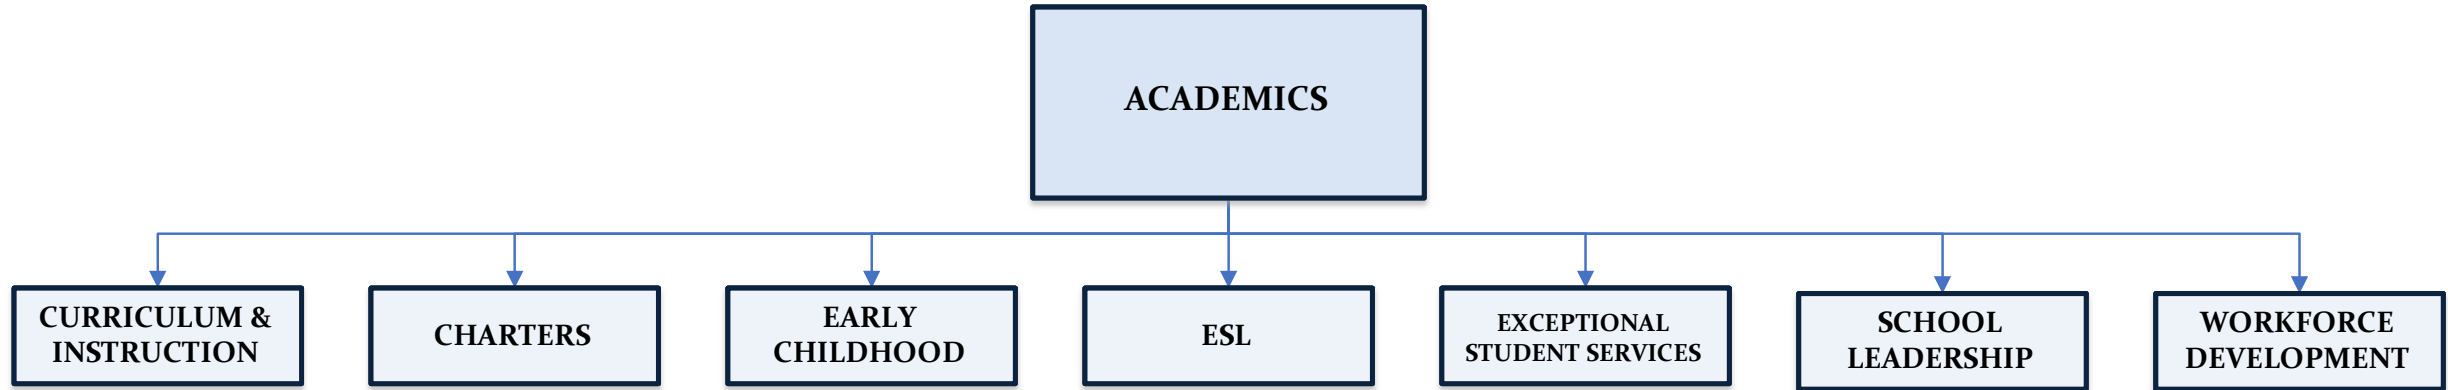 ACADEMICS
CURRICULUM &
INSTRUCTION
CHARTERS
EARLY
CHILDHOOD
ESL
EXCEPTIONAL
STUDENT SERVICES
SCHOOL
LEADERSHIP
WORKFORCE
DEVELOPMENT